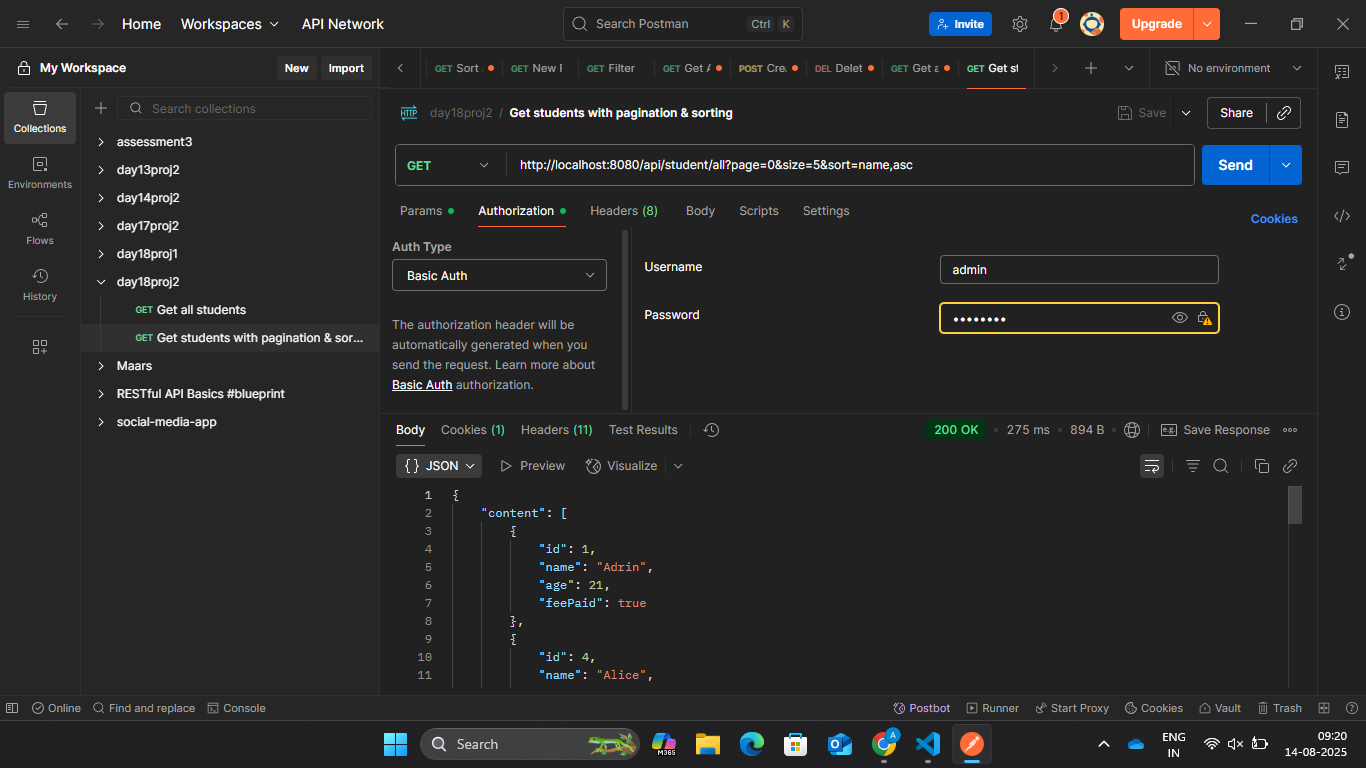 Home Workspaces API Network Search Postman Ctrl K Invite 1 Upgrade
My Workspace New Import GET Sort GET New F GET Filter GET Get A POST Cre DEL Delet GET Get a GET Get st No environment
Search collections
Collections
Environments
Flows
History
assessment3
day13proj2
day14proj2
day17proj2
day18proj1
day18proj2
GET Get all students
GET Get students with pagination & sor...
Maars
RESTful API Basics #blueprint
social-media-app
HTTP day18proj2 / Get students with pagination & sorting Save Share
GET http://localhost:8080/api/student/all?page=0&size=5&sort=name,asc Send
Params Authorization Headers (8) Body Scripts Settings Cookies
Auth Type
Basic Auth
The authorization header will be
automatically generated when you
send the request. Learn more about
Basic Auth authorization.
Username admin
Password ••••••••
Body Cookies (1) Headers (11) Test Results 200 OK 275 ms 894 B e.g. Save Response
{} JSON Preview Visualize
1 {
2 "content": [
3 {
4 "id": 1,
5 "name": "Adrin",
6 "age": 21,
7 "feePaid": true
8 },
9 {
10 "id": 4,
11 "name": "Alice",
Online Find and replace Console Postbot Runner Start Proxy Cookies Vault Trash
Search M365 A ENG
IN 09:20
14-08-2025